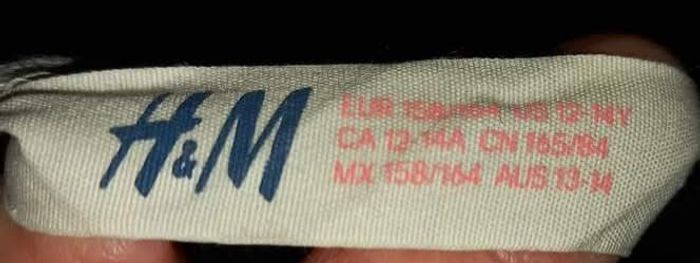 H&M
EUR 158/164 US 12-14Y
CA 12-14A CN 165/84
MX 158/164 AUS 13-14